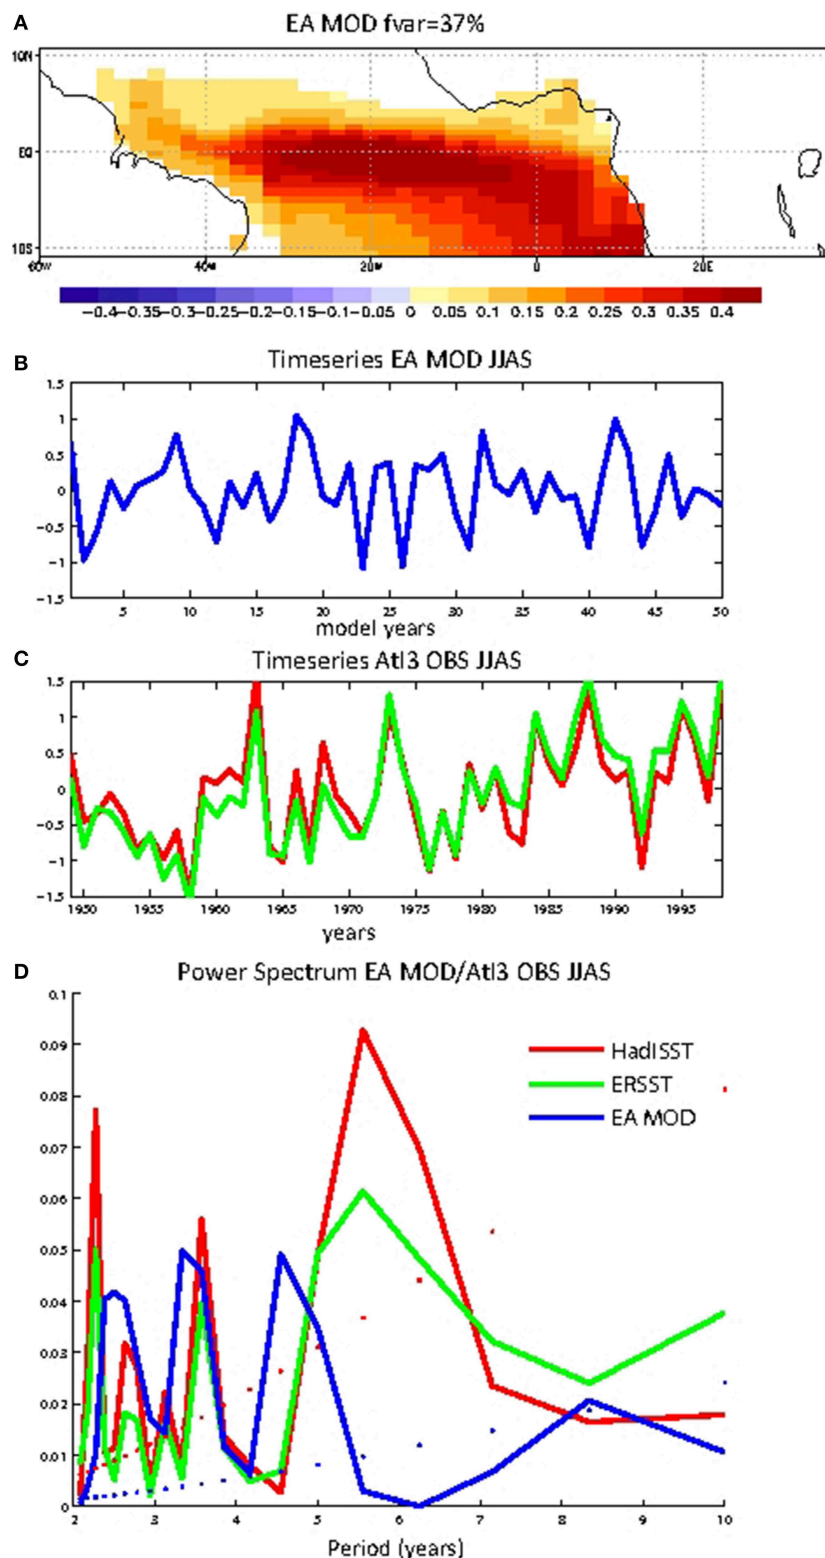 A
EA MOD fvar=37%
10N
EQ
10S
60W 40W 20W 0 20E
-0.4 -0.35 -0.3 -0.25 -0.2 -0.15 -0.1 -0.05 0 0.05 0.1 0.15 0.2 0.25 0.3 0.35 0.4
B
Timeseries EA MOD JJAS
1.5
1
0.5
0
-0.5
-1
-1.5
5 10 15 20 25 30 35 40 45 50
model years
C
Timeseries Atl3 OBS JJAS
1.5
1
0.5
0
-0.5
-1
-1.5
1950 1955 1960 1965 1970 1975 1980 1985 1990 1995
years
D
Power Spectrum EA MOD/Atl3 OBS JJAS
0.1
0.09
0.08
0.07
0.06
0.05
0.04
0.03
0.02
0.01
0
HadISST
ERSST
EA MOD
2 3 4 5 6 7 8 9 10
Period (years)